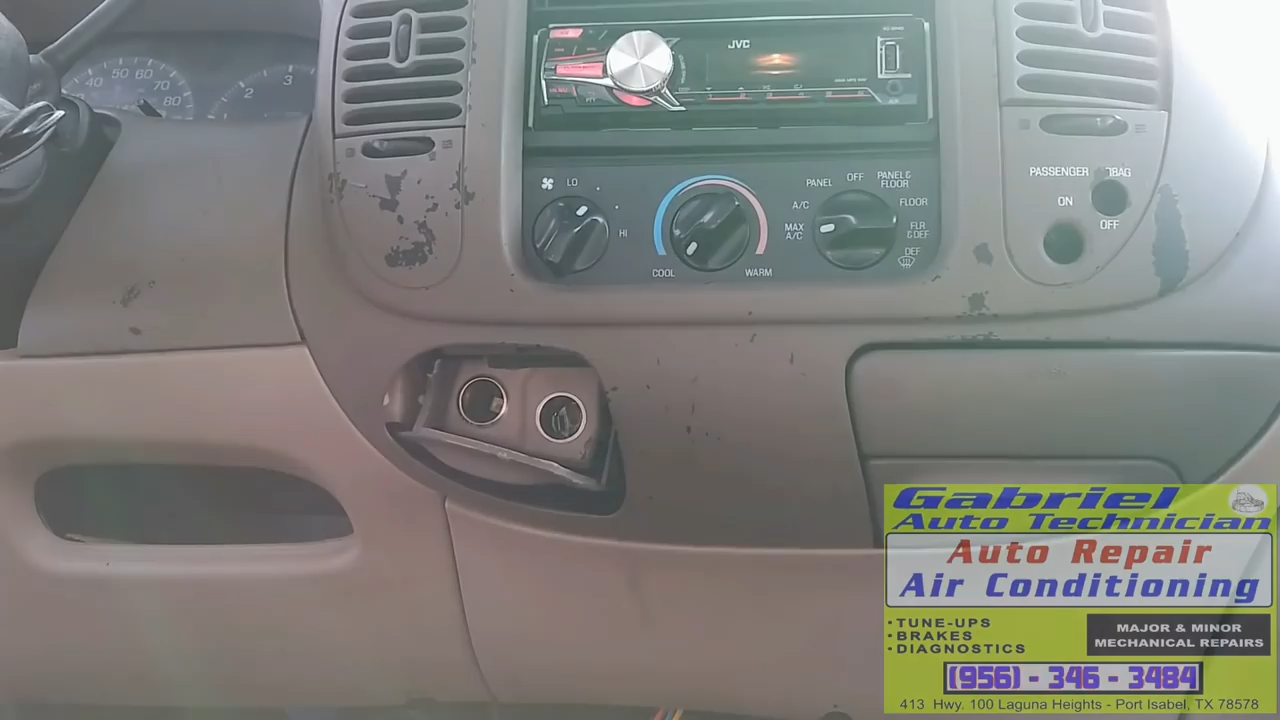 40 50 60 70 80
2 3
JVC
LO
HI
COOL
WARM
OFF
PANEL
PANEL &
FLOOR
A/C
FLOOR
MAX
A/C
FLR
& DEF
DEF
PASSENGER
ON
OFF
Gabriel
Auto Technician
Auto Repair
Air Conditioning
• TUNE-UPS
• BRAKES
• DIAGNOSTICS
MAJOR & MINOR
MECHANICAL REPAIRS
(956) - 346 - 3484
413 Hwy. 100 Laguna Heights - Port Isabel, TX 78578